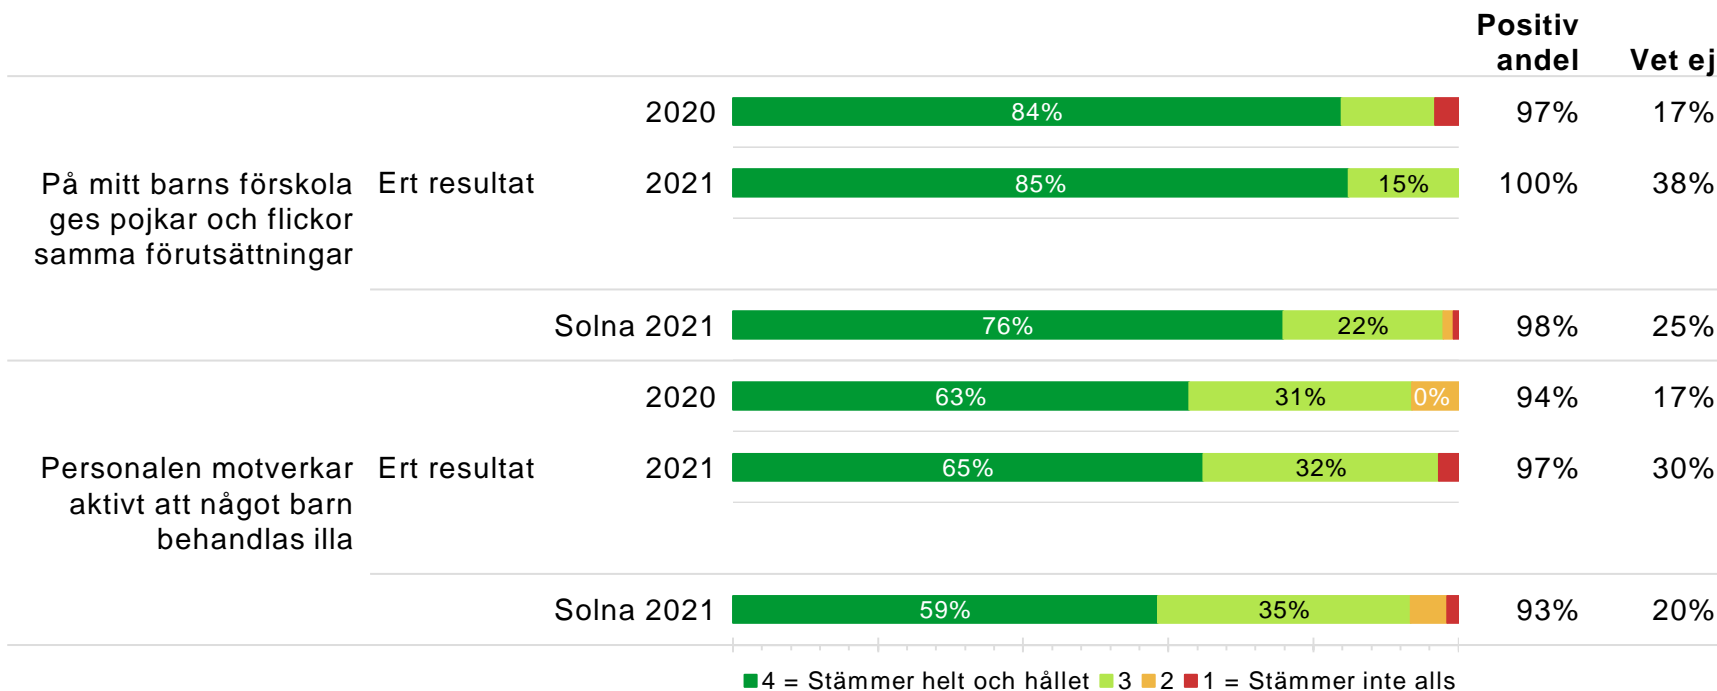 Positiv
andel Vet ej
2020 84% 97% 17%
På mitt barns förskola
ges pojkar och flickor
samma förutsättningar
Ert resultat 2021 85% 15% 100% 38%
Solna 2021 76% 22% 98% 25%
2020 63% 31% 0% 94% 17%
Personalen motverkar
aktivt att något barn
behandlas illa
Ert resultat 2021 65% 32% 97% 30%
Solna 2021 59% 35% 93% 20%
4 = Stämmer helt och hållet 3 2 1 = Stämmer inte alls